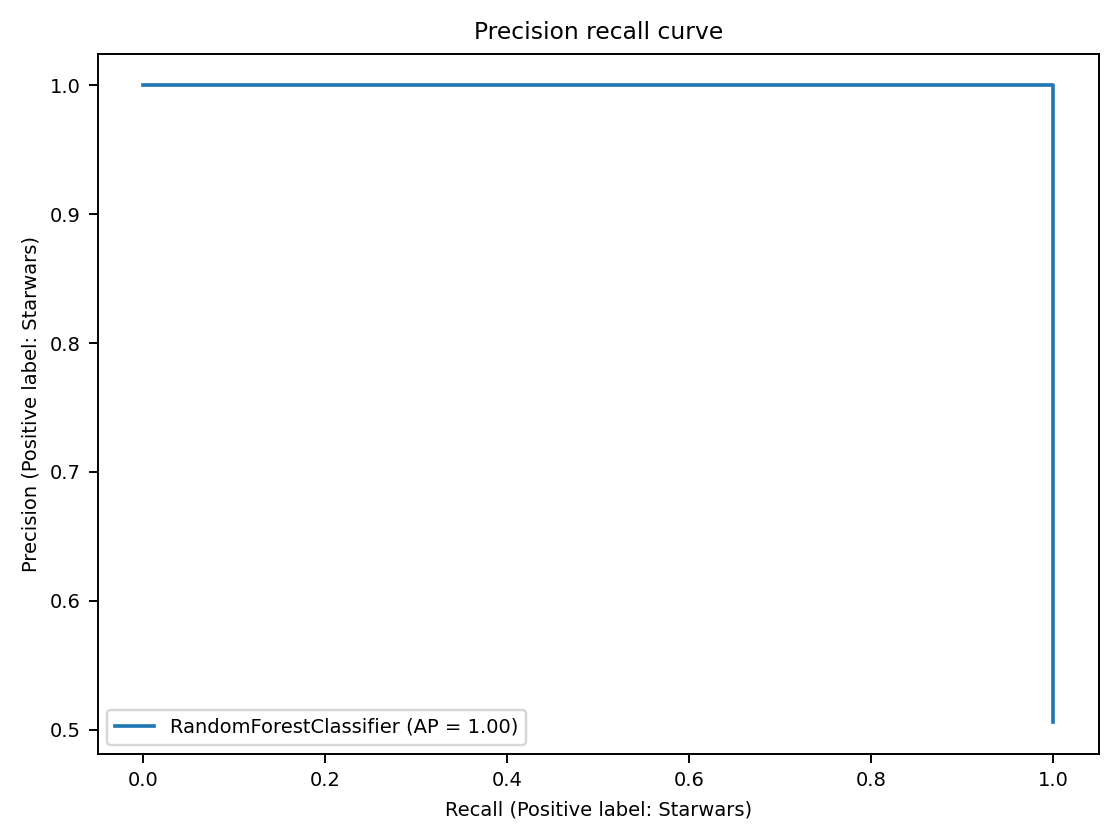 Precision recall curve
1.0
0.9
0.8
0.7
0.6
0.5
Precision (Positive label: Starwars)
RandomForestClassifier (AP = 1.00)
0.0 0.2 0.4 0.6 0.8 1.0
Recall (Positive label: Starwars)